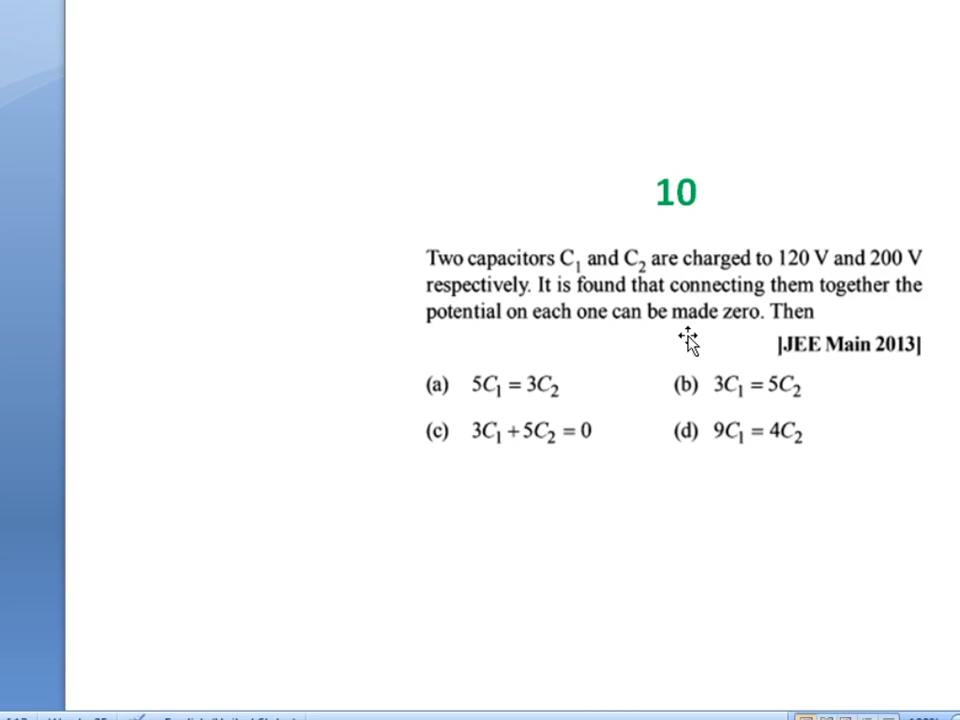 10
Two capacitors C1 and C2 are charged to 120 V and 200 V
respectively. It is found that connecting them together the
potential on each one can be made zero. Then
|JEE Main 2013|
(a) 5C1 = 3C2 (b) 3C1 = 5C2
(c) 3C1 + 5C2 = 0 (d) 9C1 = 4C2